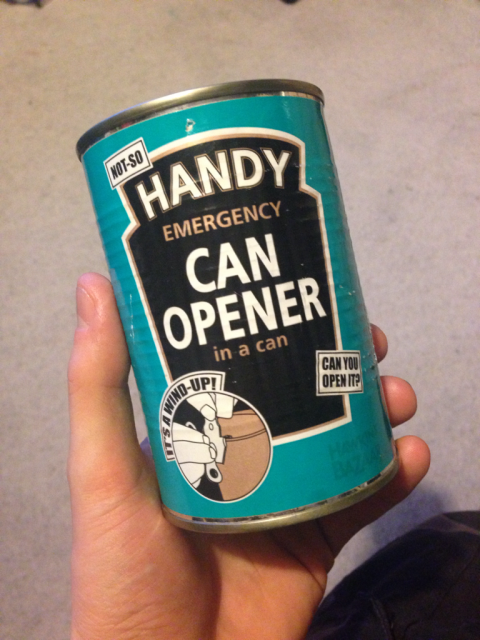 NOT-SO
HANDY
EMERGENCY
CAN
OPENER
in a can
CAN YOU
OPEN IT?
IT'S A WIND-UP!